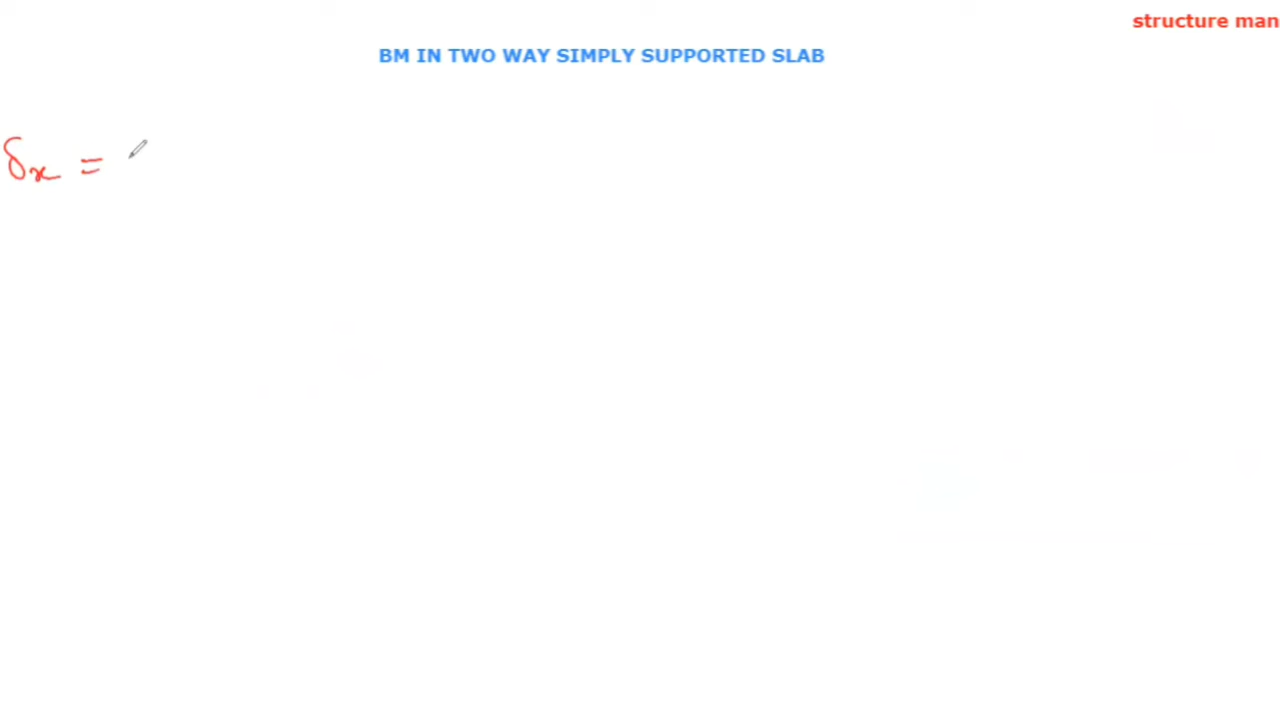 structure man
BM IN TWO WAY SIMPLY SUPPORTED SLAB
δx =